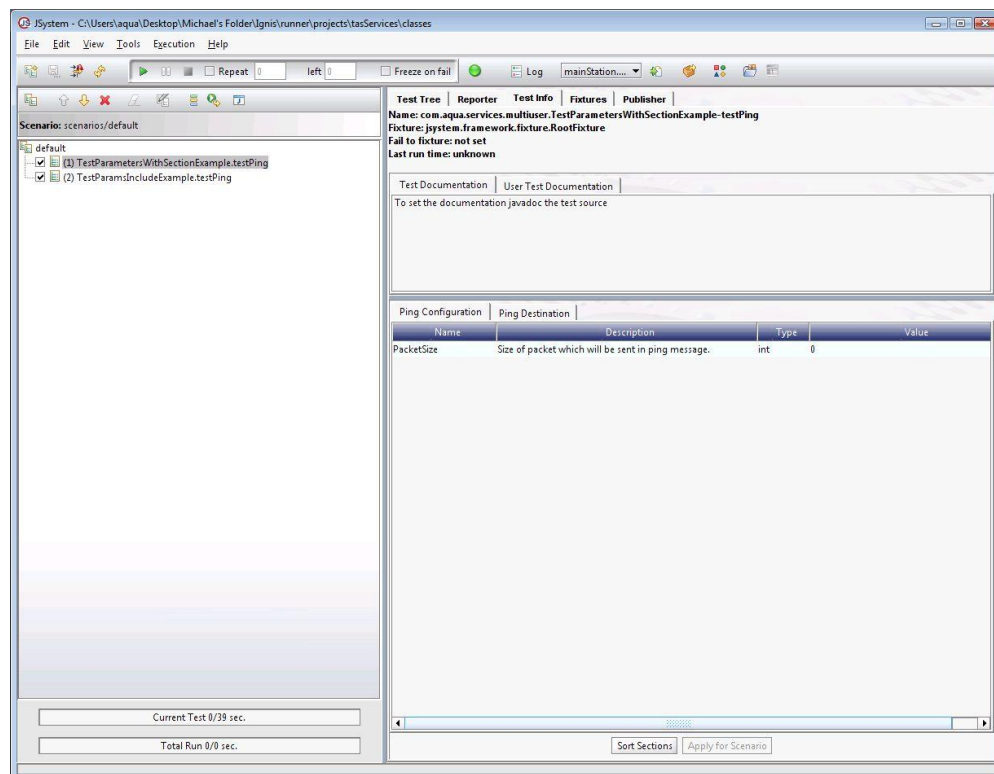 JSystem - C:\Users\aqua\Desktop\Michael's Folder\Ignis\runner\projects\tasServices\classes
File Edit View Tools Execution Help
Repeat 0 left 0 Freeze on fail Log mainStation....
Scenario: scenarios/default
default
(1) TestParametersWithSectionExample.testPing
(2) TestParamsIncludeExample.testPing
Current Test 0/39 sec.
Total Run 0/0 sec.
Test Tree Reporter Test Info Fixtures Publisher
Name: com.aqua.services.multiuser.TestParametersWithSectionExample-testPing
Fixture: jsystem.framework.fixture.RootFixture
Fail to fixture: not set
Last run time: unknown
Test Documentation User Test Documentation
To set the documentation javadoc the test source
Ping Configuration Ping Destination
Name Description Type Value
PacketSize Size of packet which will be sent in ping message. int 0
Sort Sections Apply for Scenario